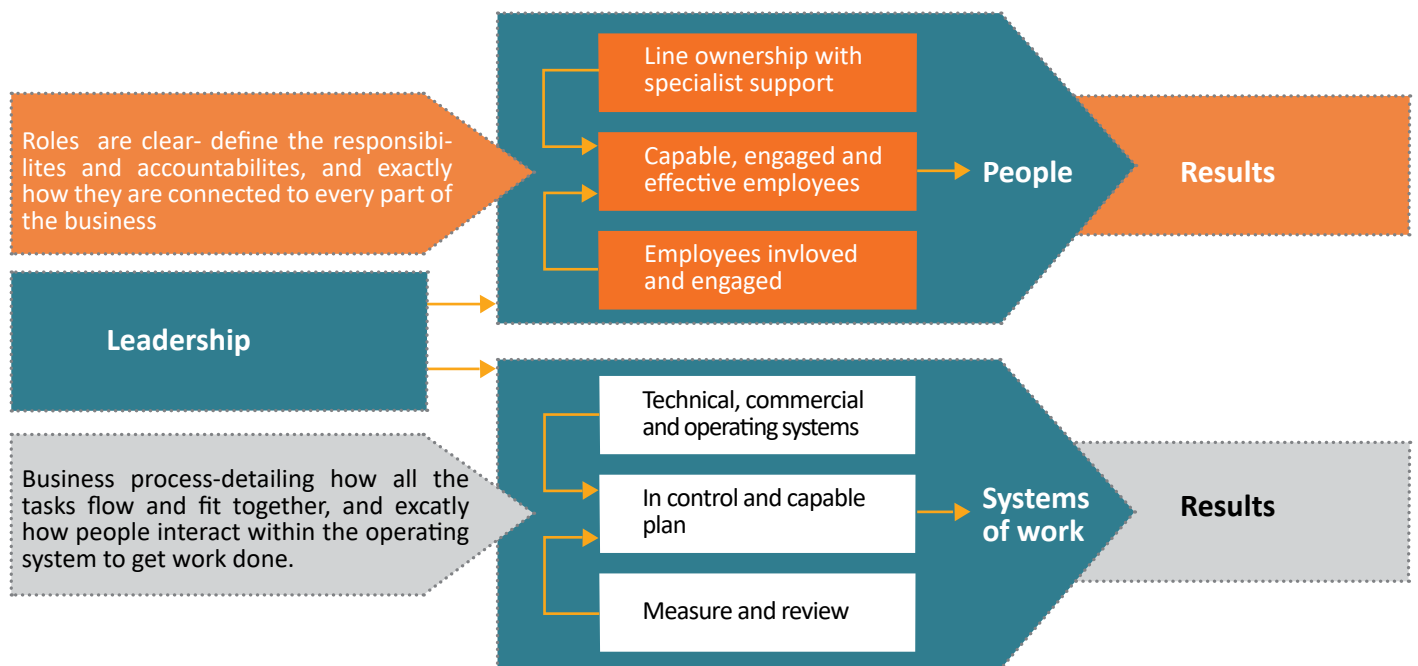 Roles are clear- define the responsibi-
lites and accountabilites, and exactly
how they are connected to every part of
the business
Line ownership with
specialist support
Capable, engaged and
effective employees
Employees invloved
and engaged
People
Results
Leadership
Business process-detailing how all the
tasks flow and fit together, and excatly
how people interact within the operating
system to get work done.
Technical, commercial
and operating systems
In control and capable
plan
Measure and review
Systems
of work
Results